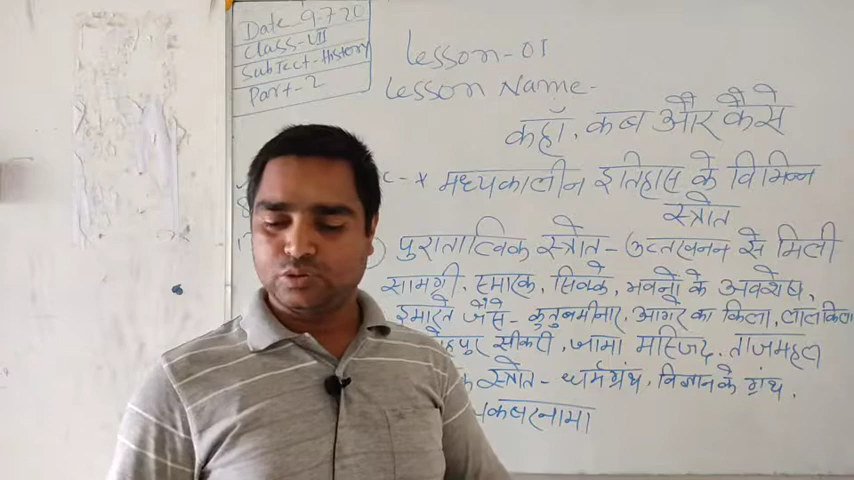 Date - 9-7-20
Class - VII
Subject - History
Part - 2
Lesson - 01
Lesson Name -
कहाँ, कब और कैसे
* मध्यकालीन इतिहास के विभिन्न
स्त्रोत
पुरातात्विक स्त्रोत - उत्तखनन से मिली
सामग्री, स्मारक, सिक्के, भवनों के अवशेष,
इमारतें जैसे - कुतुबमीनार, आगरे का किला, लालकिला
सीकरी, जामा मस्जिद, ताजमहल
स्त्रोत - धर्मग्रंथ, विज्ञान के ग्रंथ,